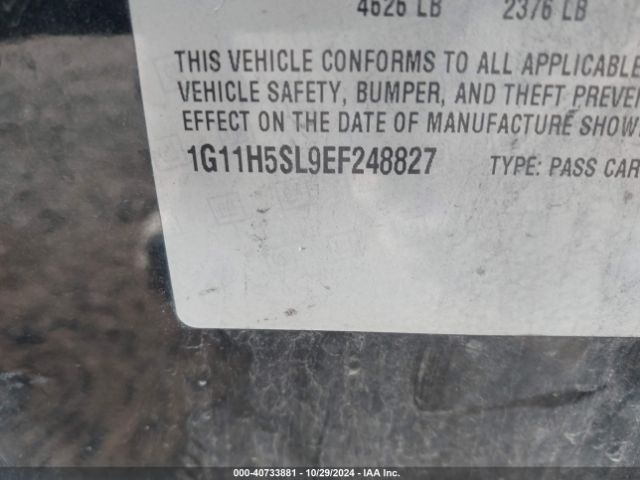 4626 LB 2376 LB
THIS VEHICLE CONFORMS TO ALL APPLICABLE
VEHICLE SAFETY, BUMPER, AND THEFT PREVEN
EFFECT ON THE DATE OF MANUFACTURE SHOW
1G11H5SL9EF248827 TYPE: PASS CAR
000-40733881 | 10/29/2024 | IAA Inc.